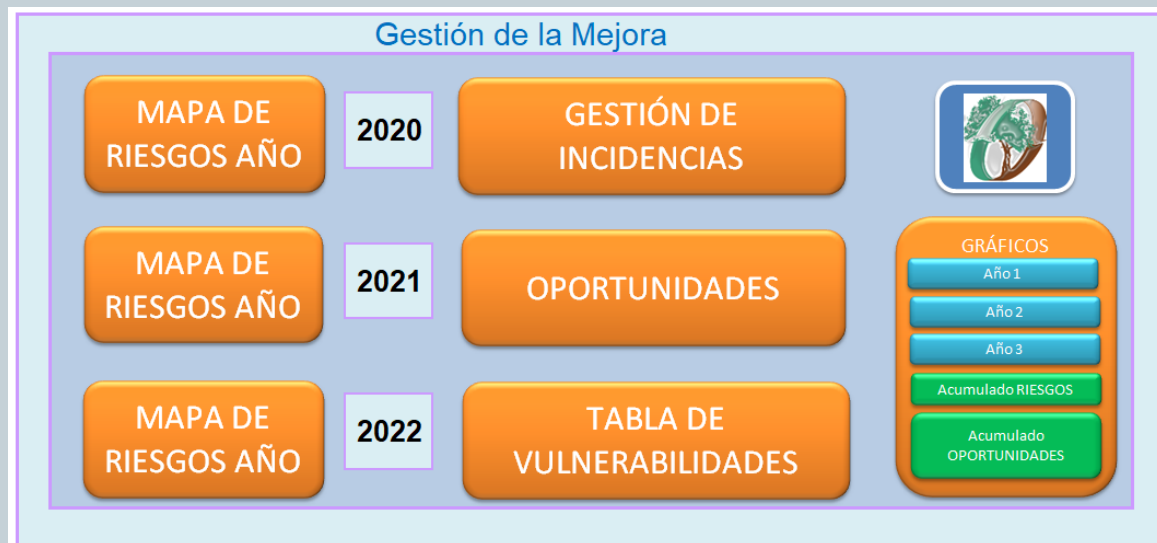 Gestión de la Mejora
MAPA DE
RIESGOS AÑO
2020
GESTIÓN DE
INCIDENCIAS
MAPA DE
RIESGOS AÑO
2021
OPORTUNIDADES
MAPA DE
RIESGOS AÑO
2022
TABLA DE
VULNERABILIDADES
GRÁFICOS
Año 1
Año 2
Año 3
Acumulado RIESGOS
Acumulado
OPORTUNIDADES